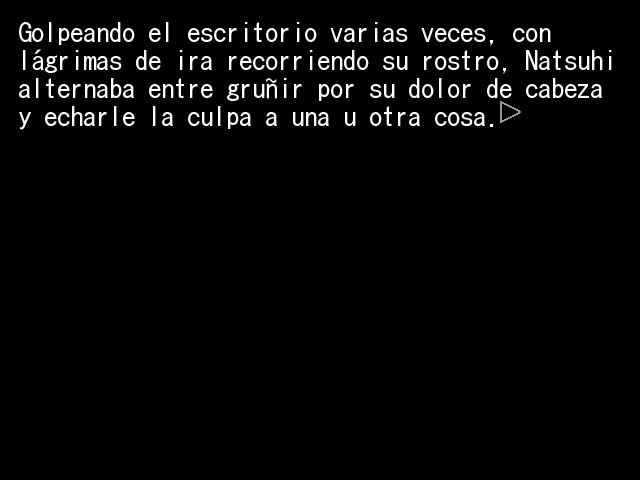 Golpeando el escritorio varias veces, con
lágrimas de ira recorriendo su rostro, Natsuhi
alternaba entre gruñir por su dolor de cabeza
y echarle la culpa a una u otra cosa.